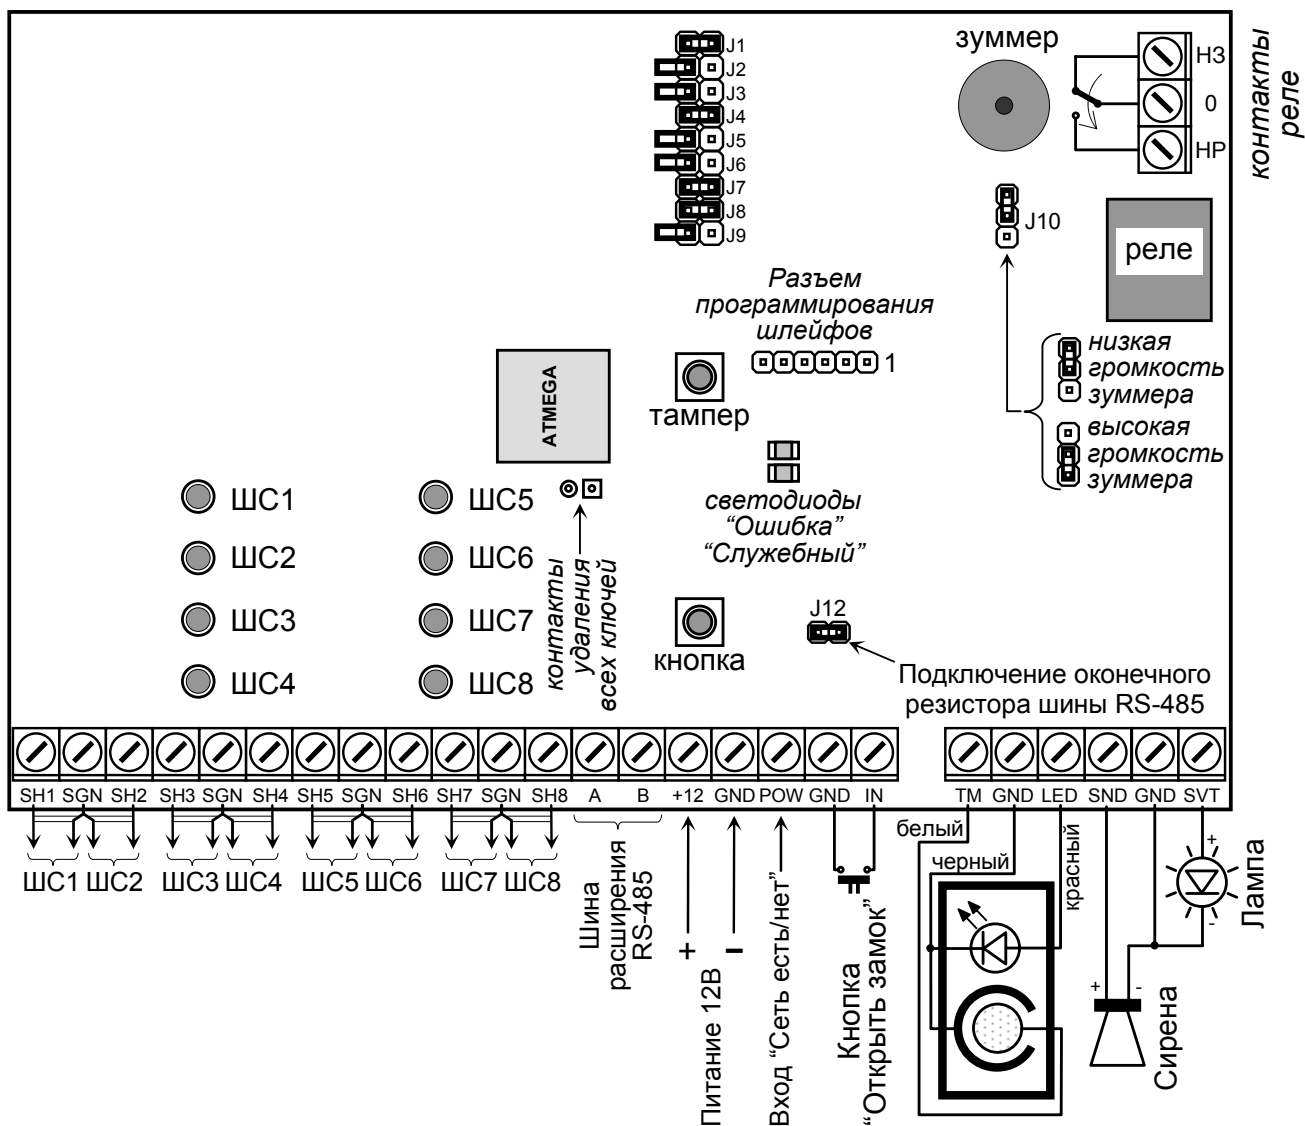 зуммер
контакты
реле
J1
J2
J3
J4
J5
J6
J7
J8
J9
НЗ
0
НР
J10
реле
Разъем
программирования
шлейфов
1
низкая
громкость
зуммера
высокая
громкость
зуммера
ATMEGA
тампер
светодиоды
“Ошибка”
“Служебный”
ШС1
ШС2
ШС3
ШС4
ШС5
ШС6
ШС7
ШС8
контакты
удаления
всех ключей
кнопка
J12
Подключение оконечного
резистора шины RS-485
SH1 SGN SH2 SH3 SGN SH4 SH5 SGN SH6 SH7 SGN SH8 A B +12 GND POW GND IN TM GND LED SND GND SVT
ШС1 ШС2 ШС3 ШС4 ШС5 ШС6 ШС7 ШС8
Шина
расширения
RS-485
+
–
Питание 12В
Вход “Сеть есть/нет”
Кнопка
“Открыть замок”
белый
черный
красный
+
-
Сирена
+
-
Лампа